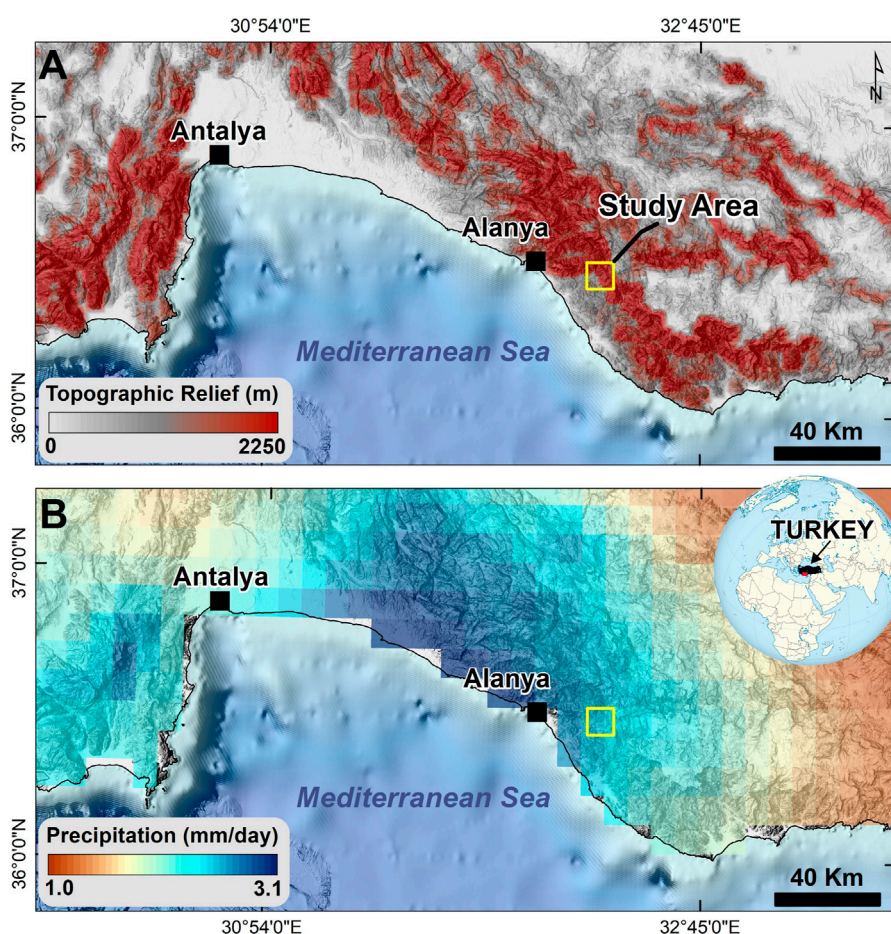 30°54'0"E
32°45'0"E
A
N
37°0'0"N
Antalya
Study Area
Alanya
Mediterranean Sea
36°0'0"N
Topographic Relief (m)
0
2250
40 Km
B
TURKEY
37°0'0"N
Antalya
Alanya
Mediterranean Sea
36°0'0"N
Precipitation (mm/day)
1.0
3.1
40 Km
30°54'0"E
32°45'0"E